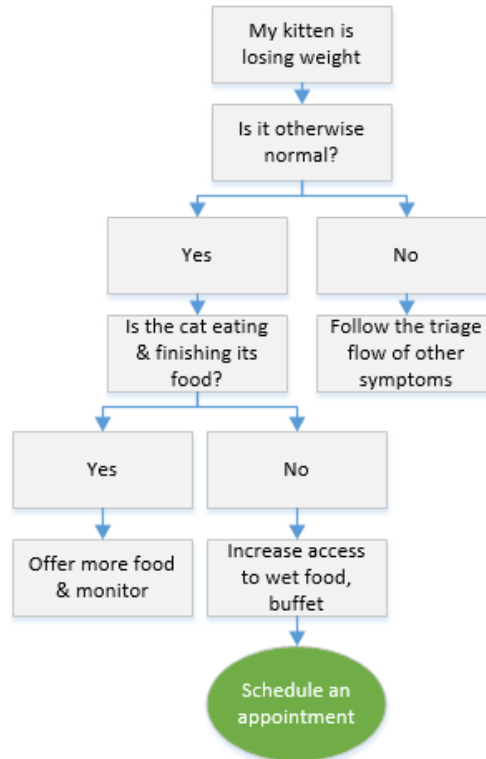 My kitten is
losing weight
Is it otherwise
normal?
Yes
No
Is the cat eating
& finishing its
food?
Follow the triage
flow of other
symptoms
Yes
No
Offer more food
& monitor
Increase access
to wet food,
buffet
Schedule an
appointment